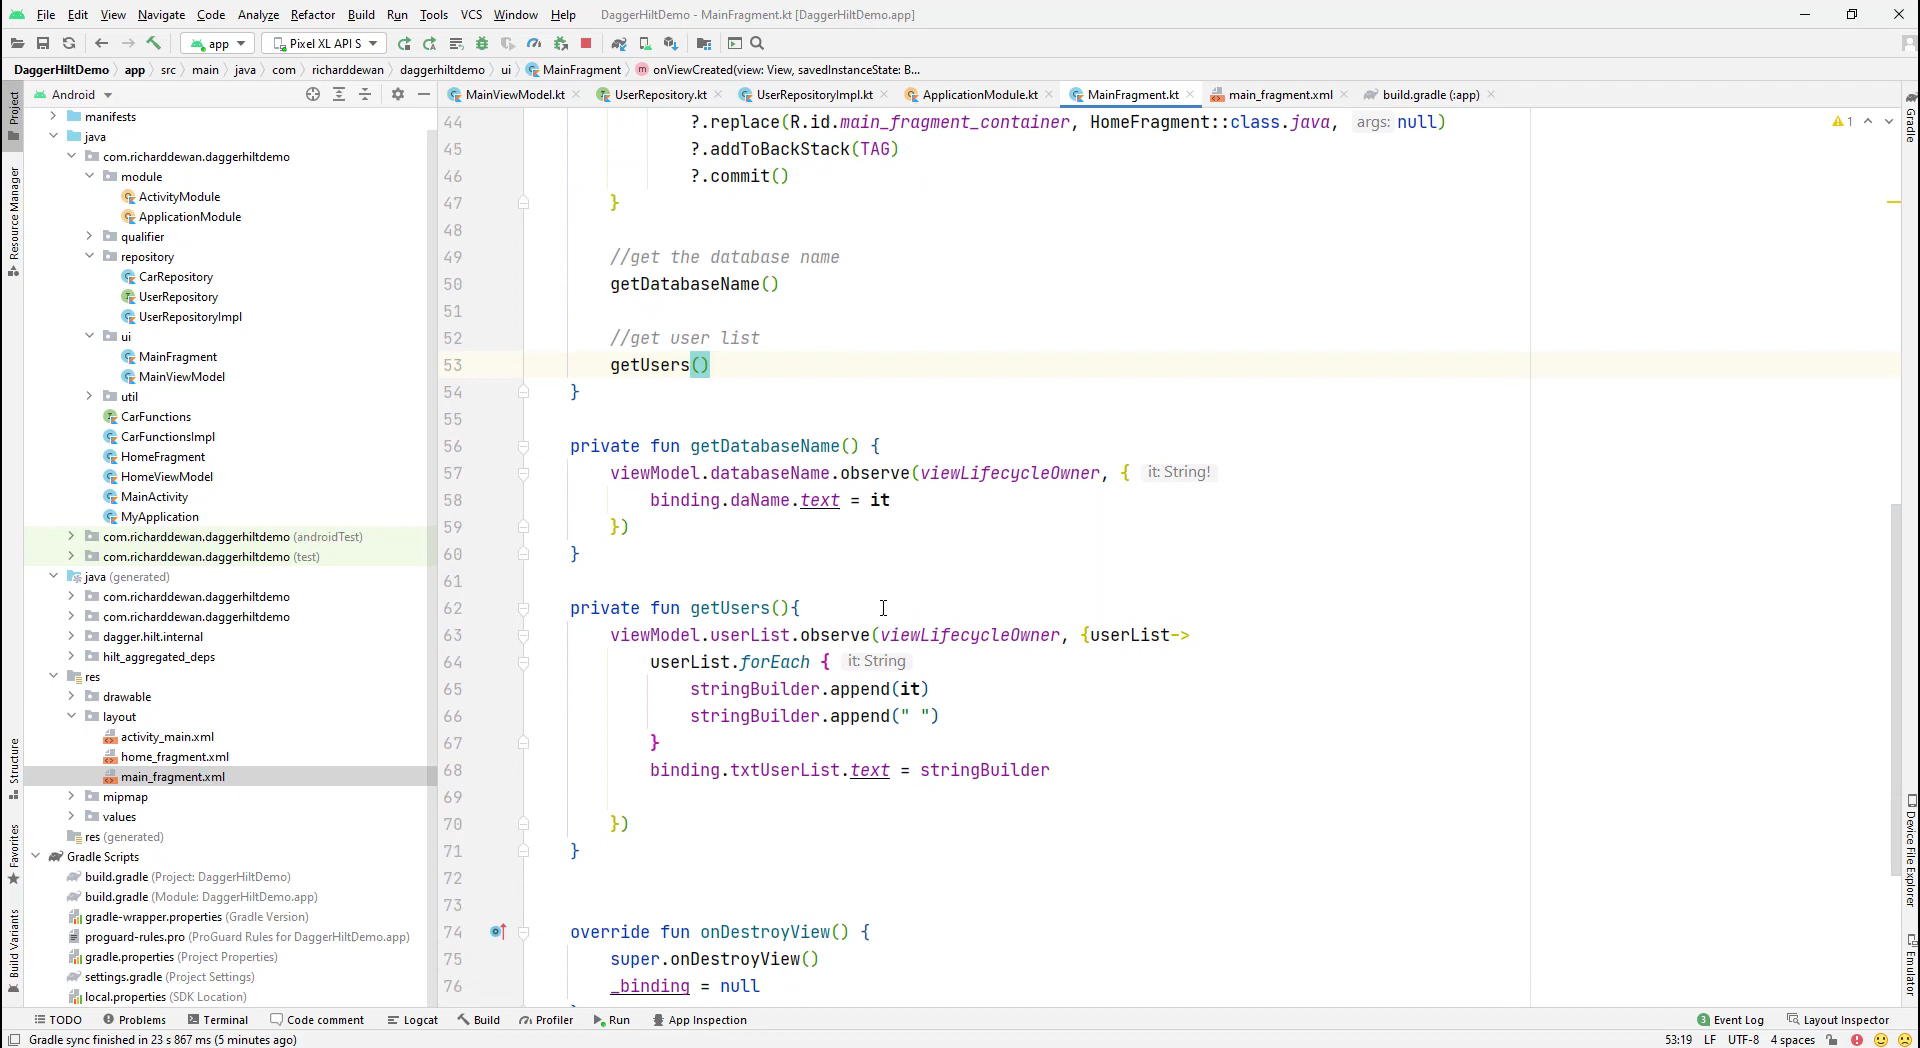 File Edit View Navigate Code Analyze Refactor Build Run Tools VCS Window Help DaggerHiltDemo - MainFragment.kt [DaggerHiltDemo.app]
app Pixel XL API S
DaggerHiltDemo app src main java com richarddewan daggerhiltdemo ui MainFragment onViewCreated(view: View, savedInstanceState: B...
Android
MainViewModel.kt UserRepository.kt UserRepositoryImpl.kt ApplicationModule.kt MainFragment.kt main_fragment.xml build.gradle (:app)
Project
Resource Manager
Structure
Favorites
Build Variants
manifests
java
com.richarddewan.daggerhiltdemo
module
ActivityModule
ApplicationModule
qualifier
repository
CarRepository
UserRepository
UserRepositoryImpl
ui
MainFragment
MainViewModel
util
CarFunctions
CarFunctionsImpl
HomeFragment
HomeViewModel
MainActivity
MyApplication
com.richarddewan.daggerhiltdemo (androidTest)
com.richarddewan.daggerhiltdemo (test)
java (generated)
com.richarddewan.daggerhiltdemo
com.richarddewan.daggerhiltdemo
dagger.hilt.internal
hilt_aggregated_deps
res
drawable
layout
activity_main.xml
home_fragment.xml
main_fragment.xml
mipmap
values
res (generated)
Gradle Scripts
build.gradle (Project: DaggerHiltDemo)
build.gradle (Module: DaggerHiltDemo.app)
gradle-wrapper.properties (Gradle Version)
proguard-rules.pro (ProGuard Rules for DaggerHiltDemo.app)
gradle.properties (Project Properties)
settings.gradle (Project Settings)
local.properties (SDK Location)
44 ?.replace(R.id.main_fragment_container, HomeFragment::class.java, args: null)
45 ?.addToBackStack(TAG)
46 ?.commit()
47 }
48
49 //get the database name
50 getDatabaseName()
51
52 //get user list
53 getUsers()
54 }
55
56 private fun getDatabaseName() {
57 viewModel.databaseName.observe(viewLifecycleOwner, { it: String!
58 binding.daName.text = it
59 })
60 }
61
62 private fun getUsers(){
63 viewModel.userList.observe(viewLifecycleOwner, {userList->
64 userList.forEach { it: String
65 stringBuilder.append(it)
66 stringBuilder.append(" ")
67 }
68 binding.txtUserList.text = stringBuilder
69
70 })
71 }
72
73
74 override fun onDestroyView() {
75 super.onDestroyView()
76 _binding = null
1
Gradle
Device File Explorer
Emulator
TODO Problems Terminal Code comment Logcat Build Profiler Run App Inspection 3 Event Log Layout Inspector
Gradle sync finished in 23 s 867 ms (5 minutes ago) 53:19 LF UTF-8 4 spaces